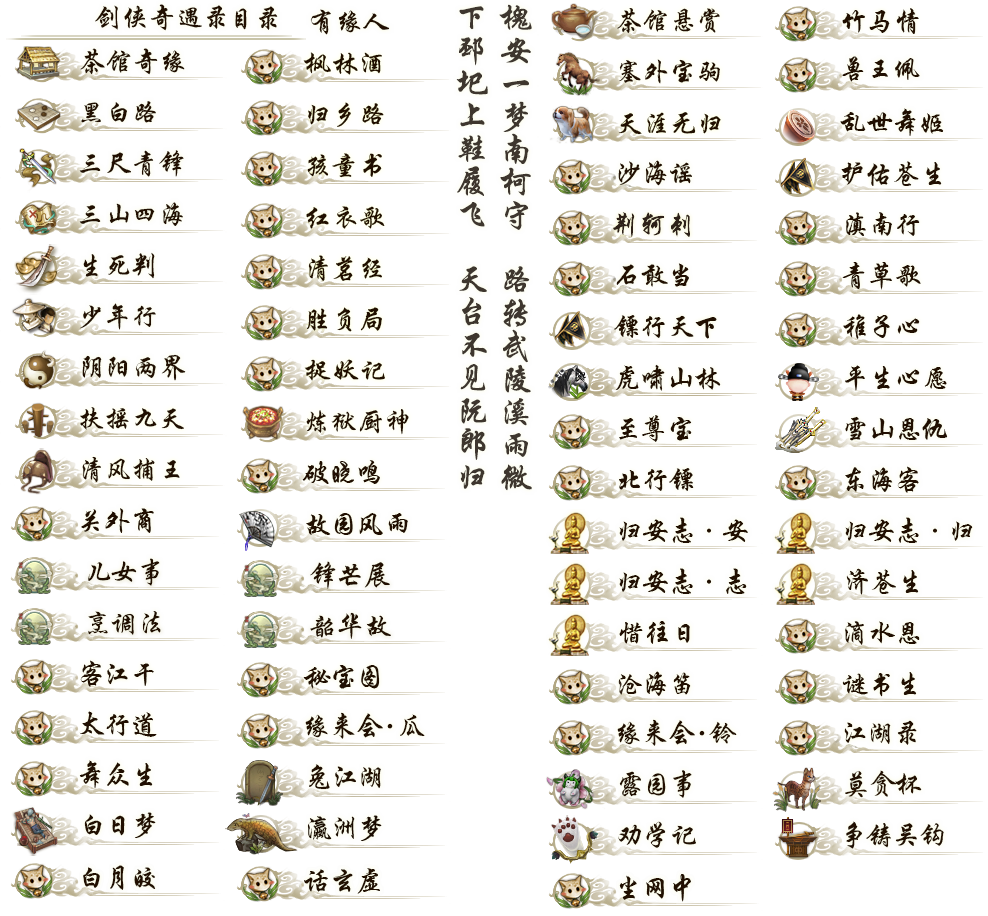 剑侠奇遇录目录
有缘人
茶馆奇缘
黑白路
三尺青锋
三山四海
生死判
少年行
阴阳两界
扶摇九天
清风捕王
关外商
儿女事
烹调法
客江干
太行道
舞众生
白日梦
白月皎
枫林酒
归乡路
孩童书
红衣歌
清茗经
胜负局
捉妖记
炼狱厨神
破晓鸣
故园风雨
锋芒展
韶华故
秘宝图
缘来会·瓜
兔江湖
瀛洲梦
话玄虚
槐安一梦南柯守
下邳圯上鞋履飞
路转武陵溪雨微
天台不见阮郎归
茶馆悬赏
塞外宝驹
天涯无归
沙海谣
荆轲刺
石敢当
镖行天下
虎啸山林
至尊宝
北行镖
归安志·安
归安志·志
惜往日
沧海笛
缘来会·铃
露园事
劝学记
尘网中
竹马情
兽王佩
乱世舞姬
护佑苍生
滇南行
青草歌
稚子心
平生心愿
雪山恩仇
东海客
归安志·归
济苍生
滴水恩
谜书生
江湖录
莫贪杯
争铸吴钩